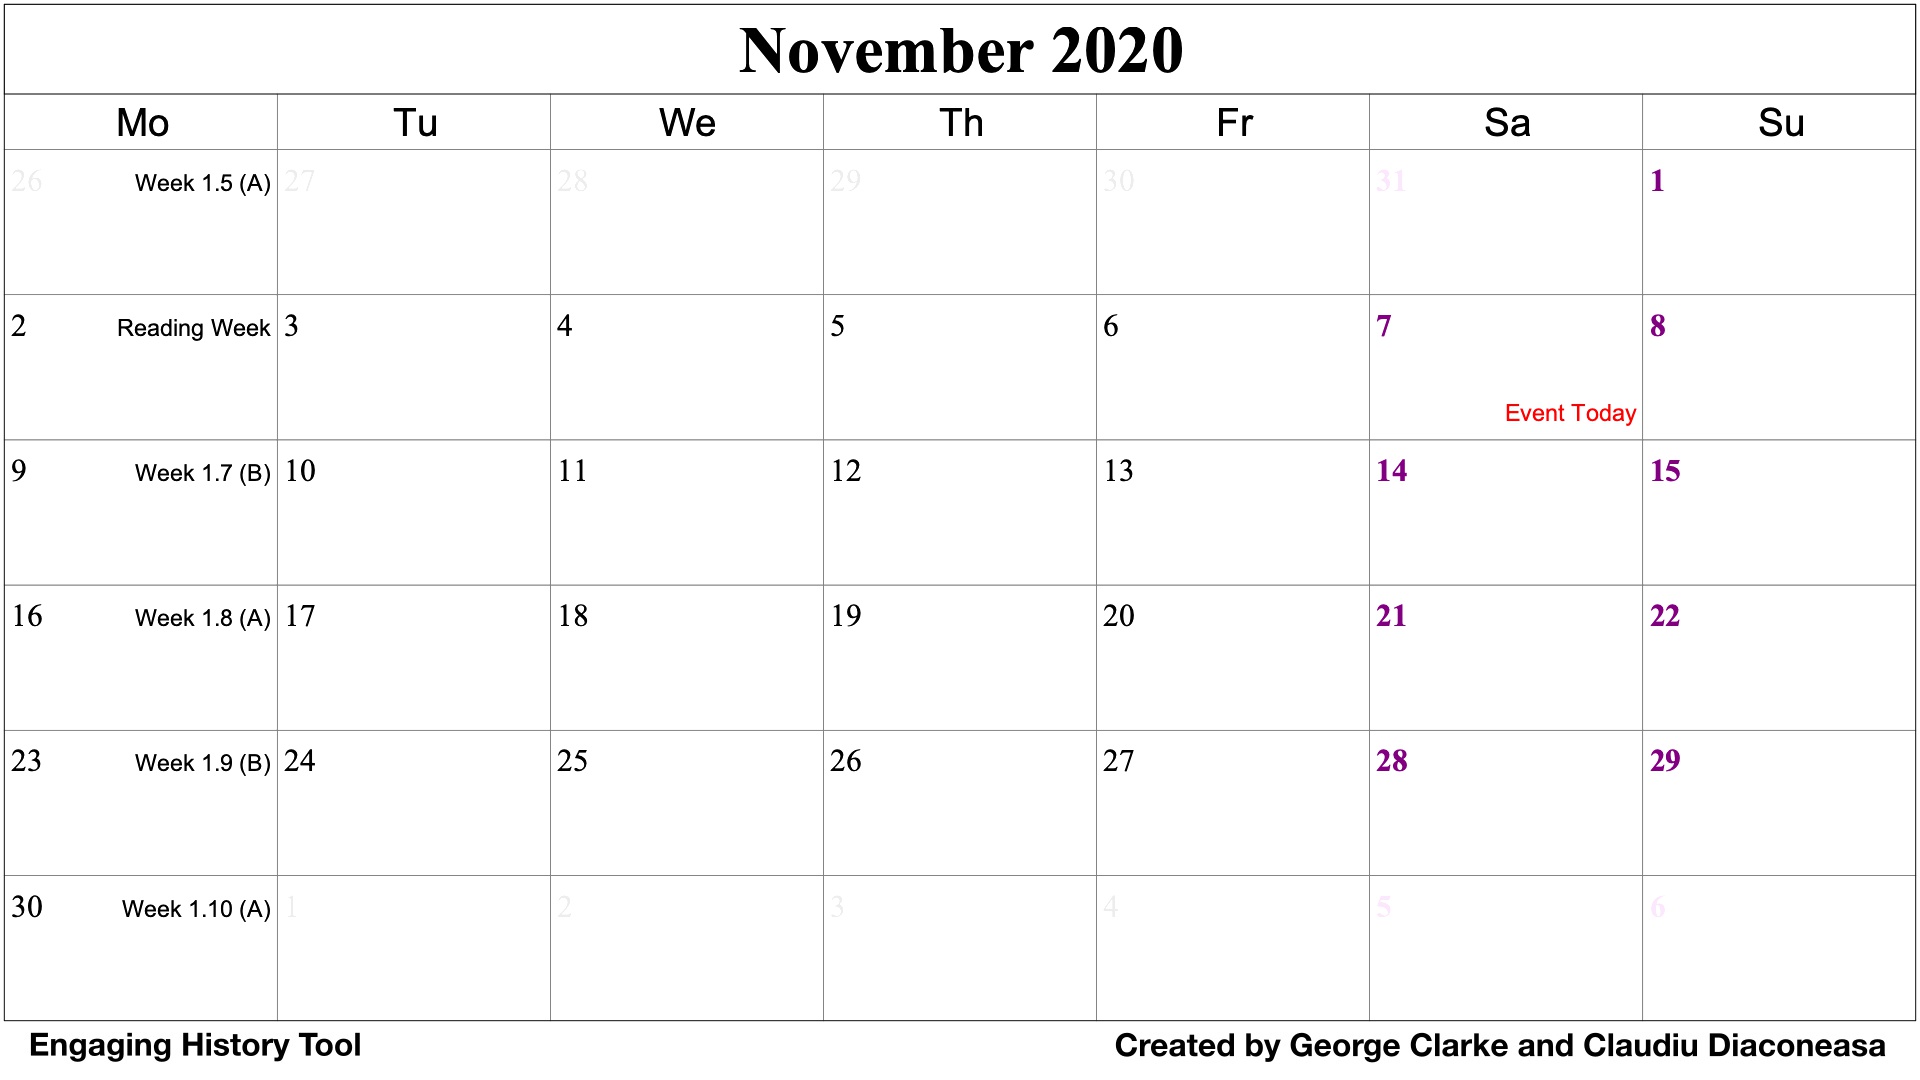 November 2020
Mo Tu We Th Fr Sa Su
26 Week 1.5 (A) 27 28 29 30 31 1
2 Reading Week 3 4 5 6 7 8
Event Today
9 Week 1.7 (B) 10 11 12 13 14 15
16 Week 1.8 (A) 17 18 19 20 21 22
23 Week 1.9 (B) 24 25 26 27 28 29
30 Week 1.10 (A) 1 2 3 4 5 6
Engaging History Tool Created by George Clarke and Claudiu Diaconeasa